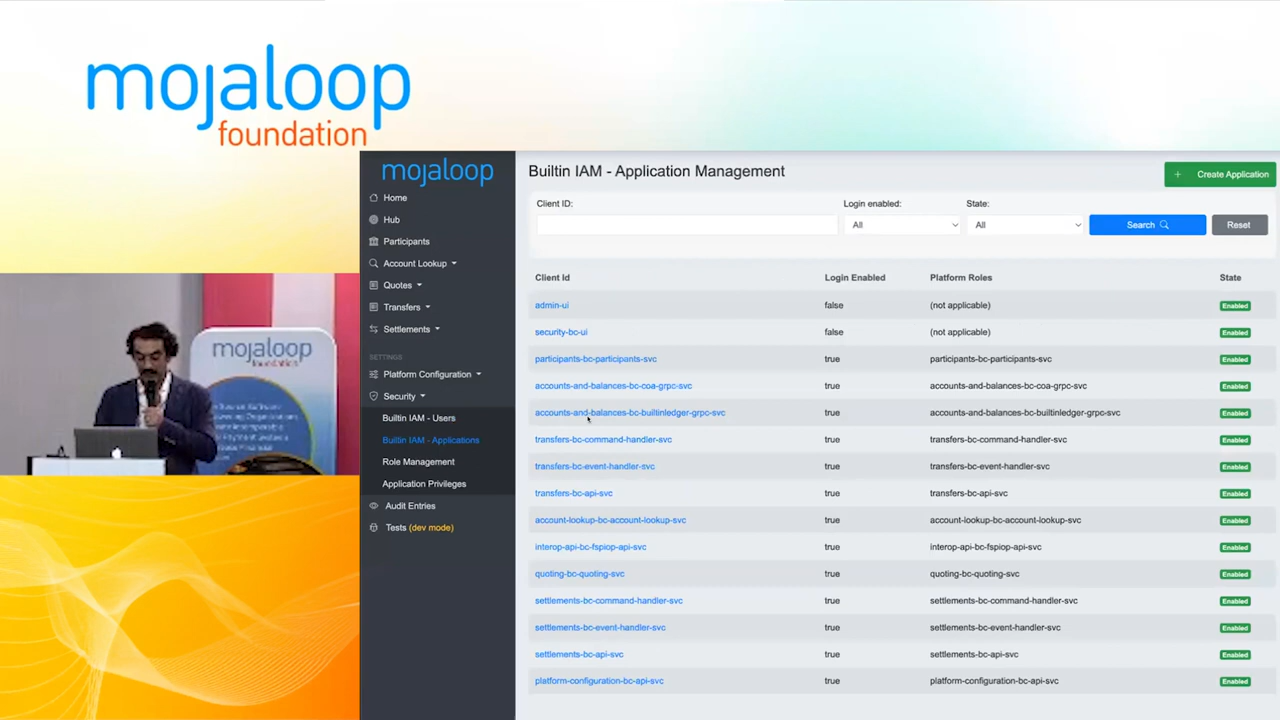 mojaloop
foundation
mojaloop
Home
Hub
Participants
Account Lookup
Quotes
Transfers
Settlements
SETTINGS
Platform Configuration
Security
Builtin IAM - Users
Builtin IAM - Applications
Role Management
Application Privileges
Audit Entries
Tests (dev mode)
Builtin IAM - Application Management
+ Create Application
Client ID:
Login enabled:
State:
All
All
Search
Reset
Client Id Login Enabled Platform Roles State
admin-ui false (not applicable) Enabled
security-bc-ui false (not applicable) Enabled
participants-bc-participants-svc true participants-bc-participants-svc Enabled
accounts-and-balances-bc-coa-grpc-svc true accounts-and-balances-bc-coa-grpc-svc Enabled
accounts-and-balances-bc-builtinledger-grpc-svc true accounts-and-balances-bc-builtinledger-grpc-svc Enabled
transfers-bc-command-handler-svc true transfers-bc-command-handler-svc Enabled
transfers-bc-event-handler-svc true transfers-bc-event-handler-svc Enabled
transfers-bc-api-svc true transfers-bc-api-svc Enabled
account-lookup-bc-account-lookup-svc true account-lookup-bc-account-lookup-svc Enabled
interop-api-bc-fspiop-api-svc true interop-api-bc-fspiop-api-svc Enabled
quoting-bc-quoting-svc true quoting-bc-quoting-svc Enabled
settlements-bc-command-handler-svc true settlements-bc-command-handler-svc Enabled
settlements-bc-event-handler-svc true settlements-bc-event-handler-svc Enabled
settlements-bc-api-svc true settlements-bc-api-svc Enabled
platform-configuration-bc-api-svc true platform-configuration-bc-api-svc Enabled
mojaloop
foundation